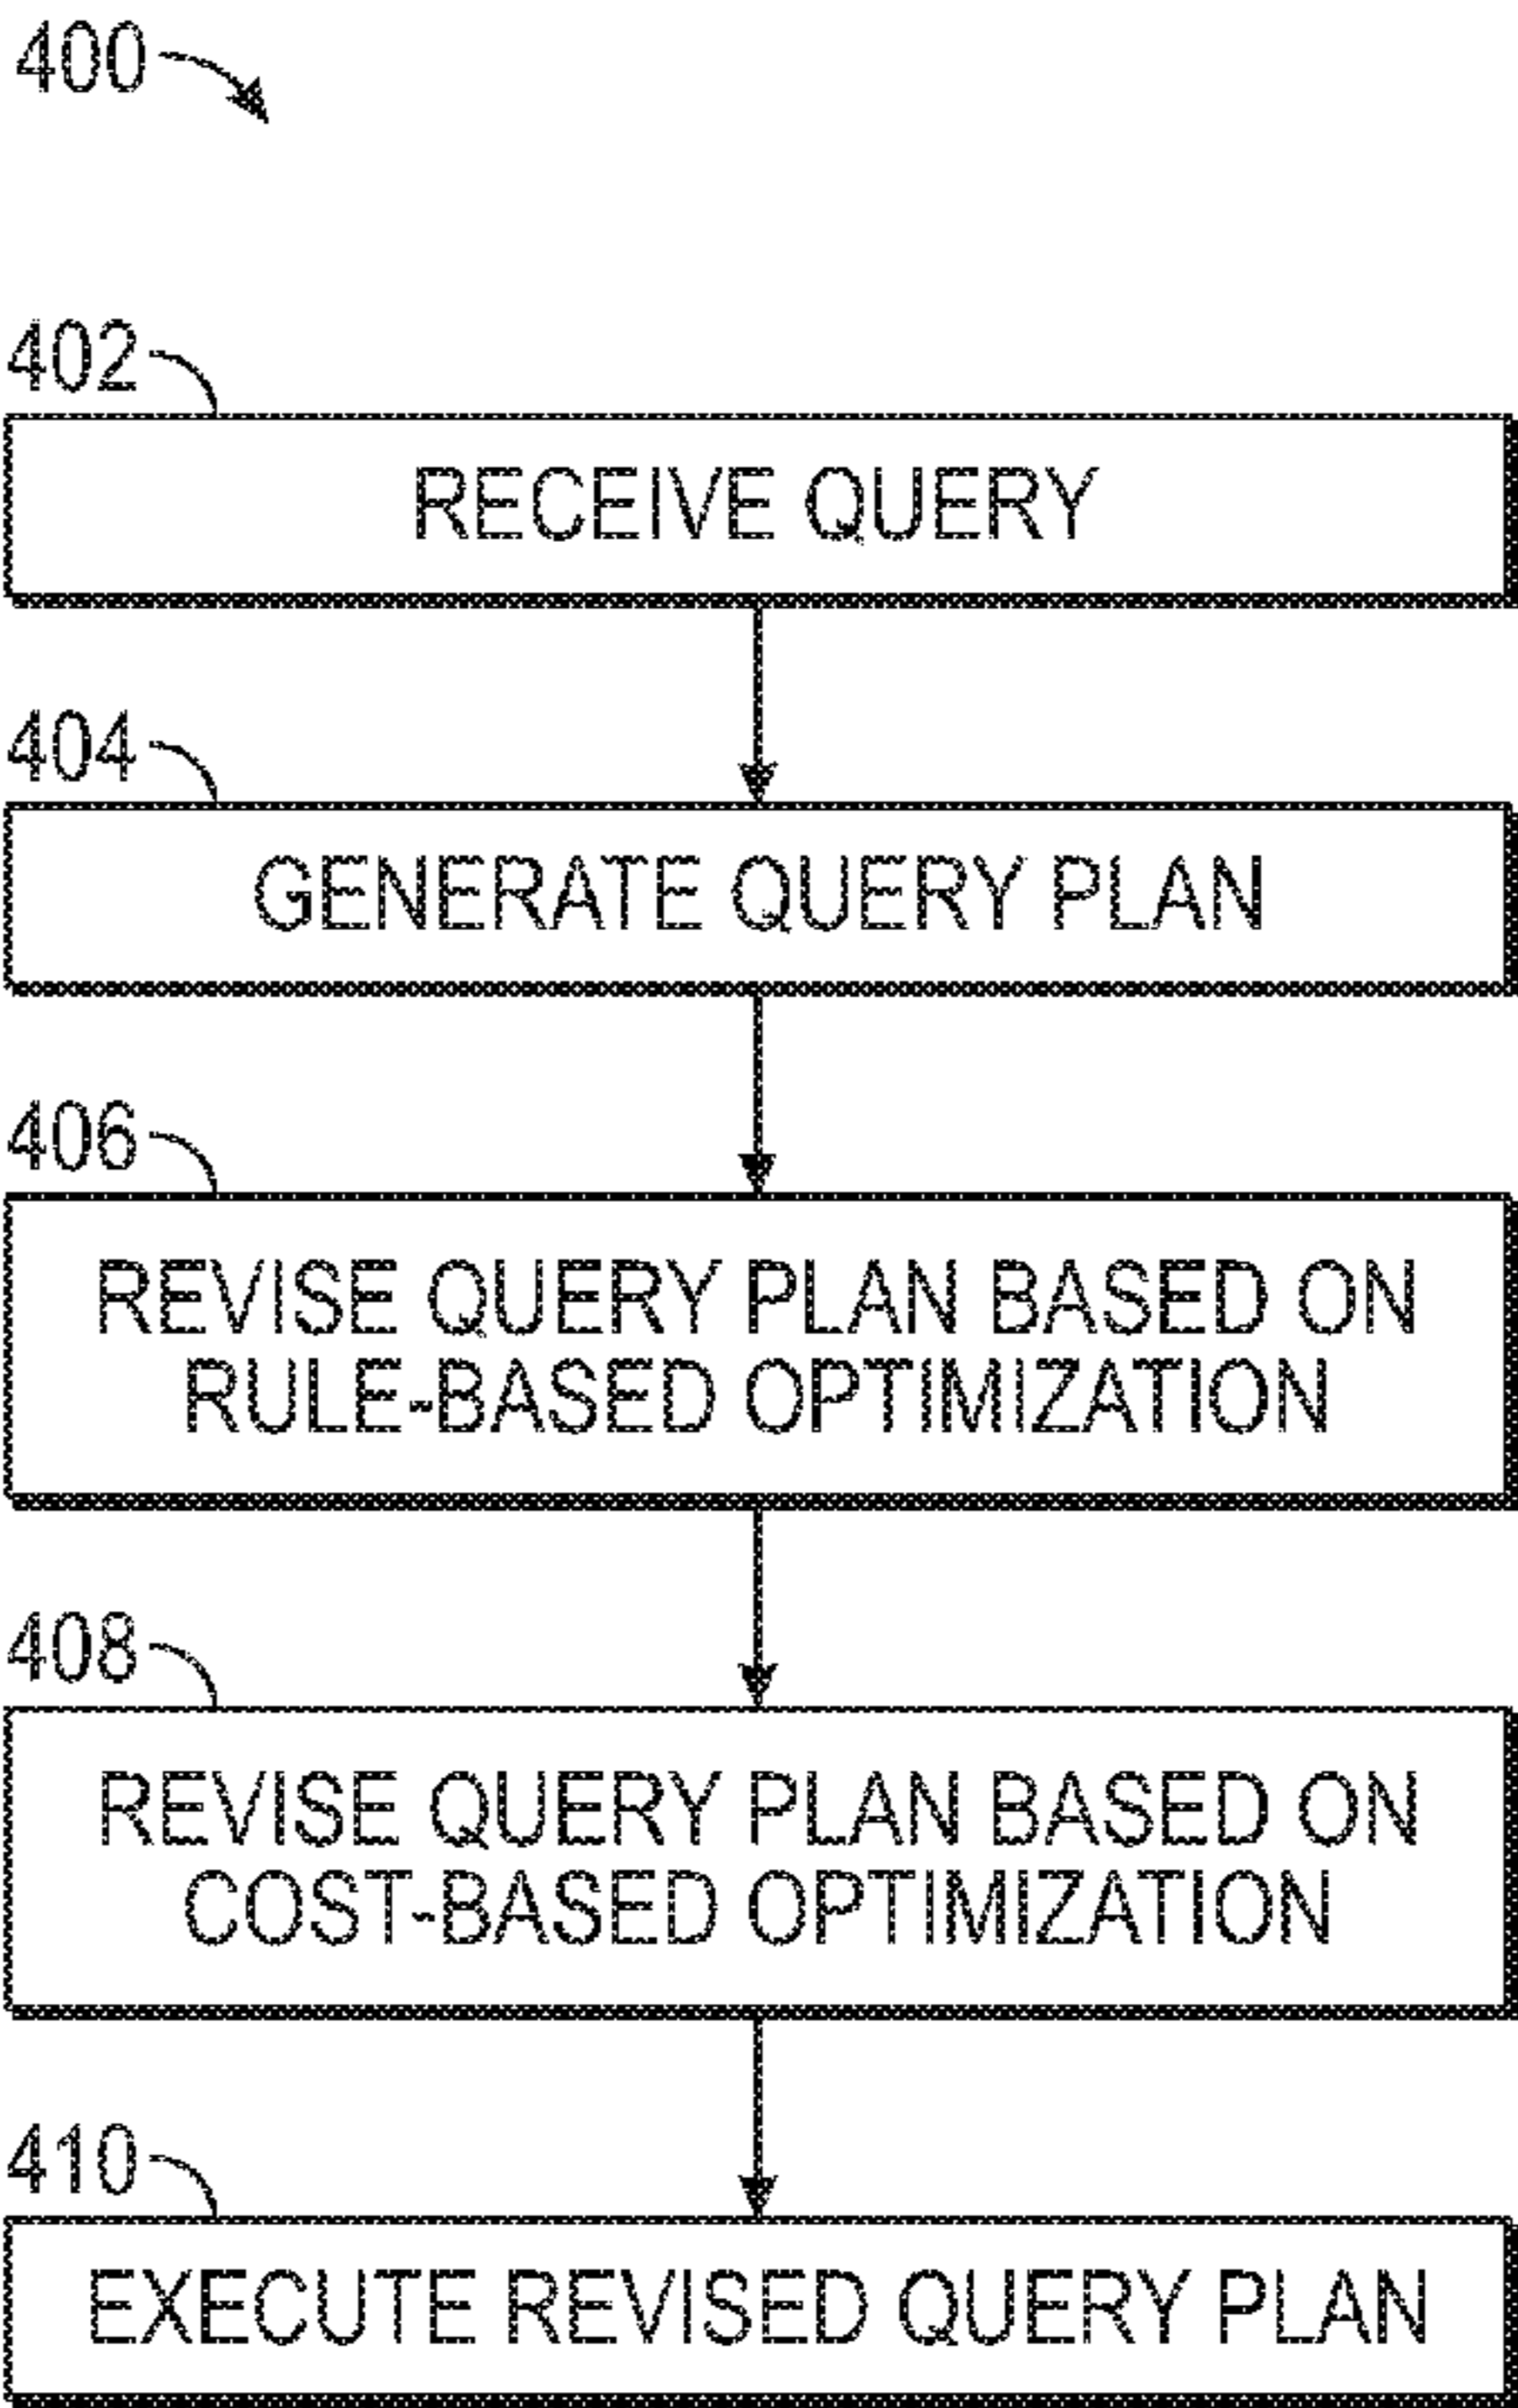 400
402
RECEIVE QUERY
404
GENERATE QUERY PLAN
406
REVISE QUERY PLAN BASED ON
RULE-BASED OPTIMIZATION
408
REVISE QUERY PLAN BASED ON
COST-BASED OPTIMIZATION
410
EXECUTE REVISED QUERY PLAN